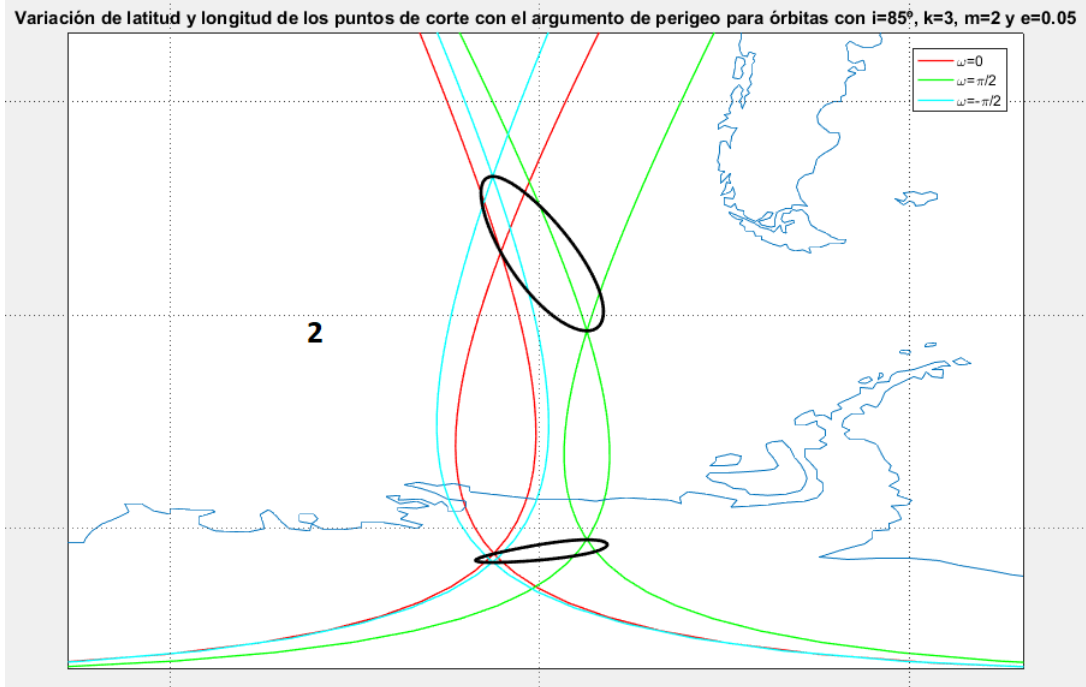 Variación de latitud y longitud de los puntos de corte con el argumento de perigeo para órbitas con i=85º, k=3, m=2 y e=0.05
ω=0
ω=π/2
ω=-π/2
2